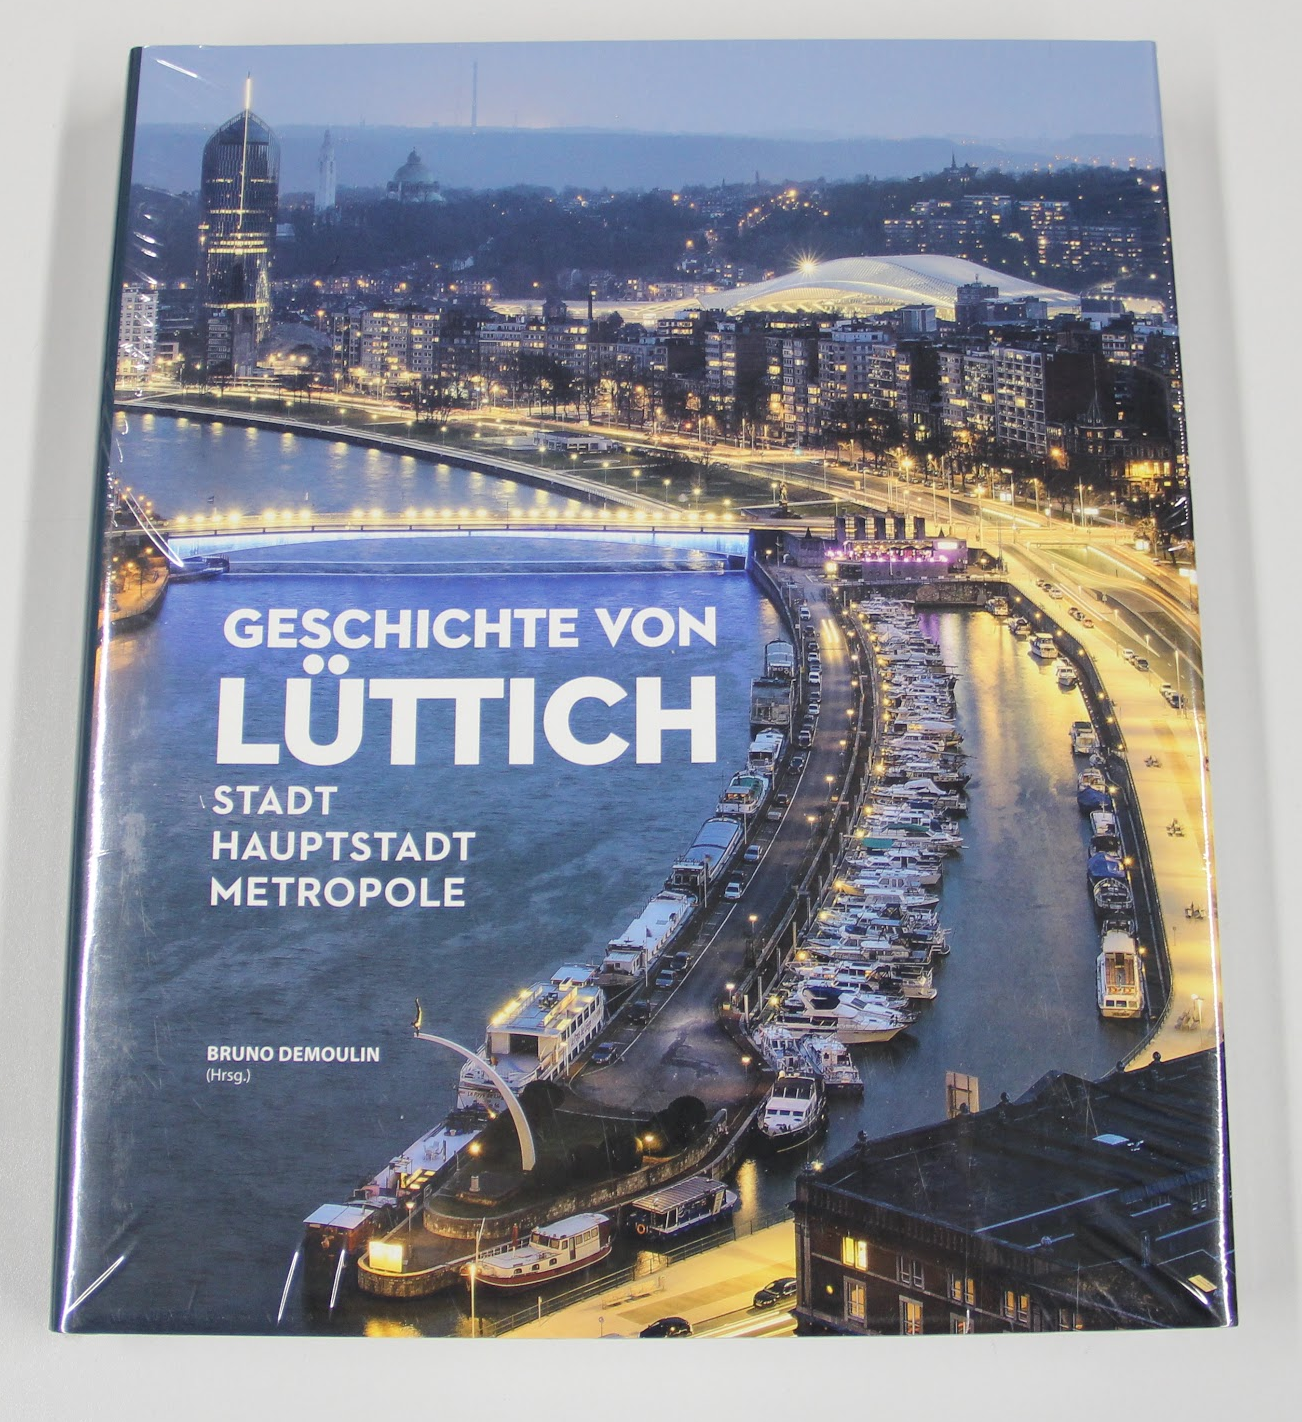 GESCHICHTE VON
LÜTTICH
STADT
HAUPTSTADT
METROPOLE
BRUNO DEMOULIN
(Hrsg.)